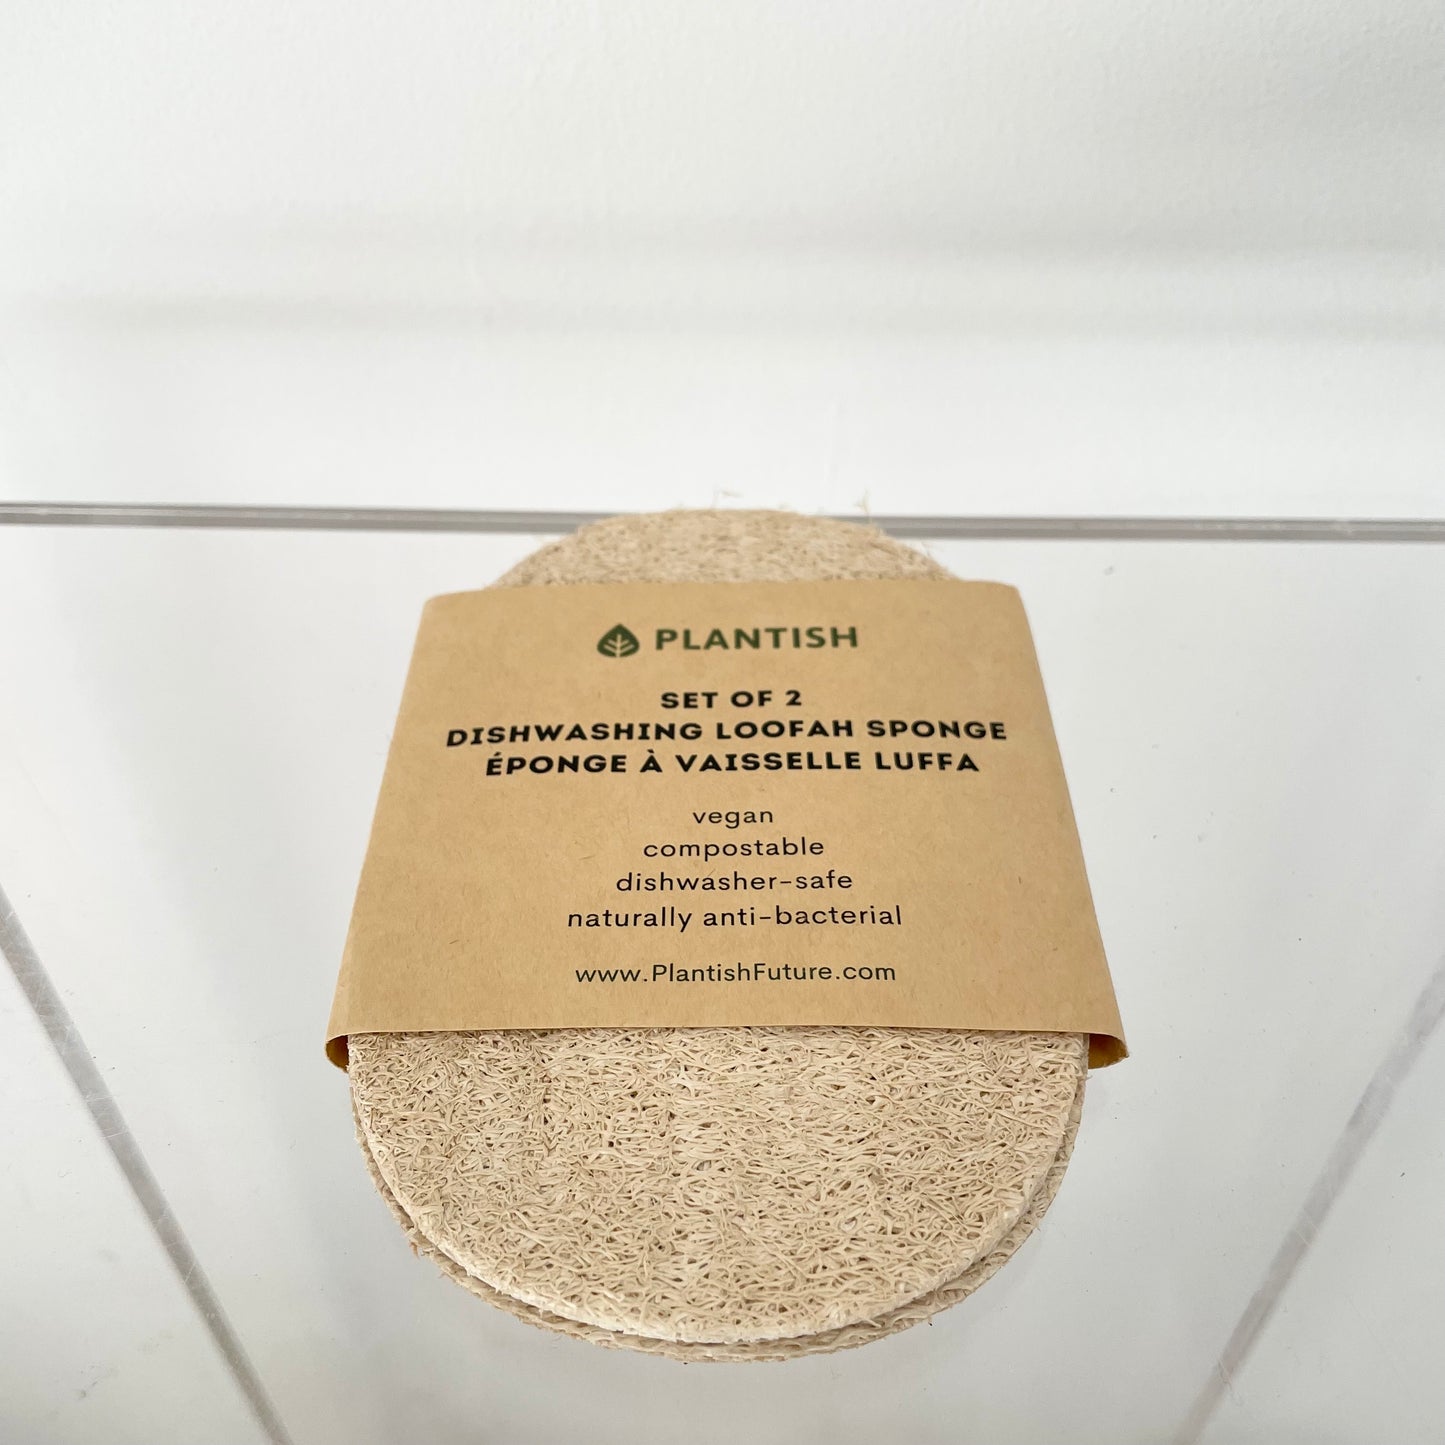 PLANTISH
SET OF 2
DISHWASHING LOOFAH SPONGE
ÉPONGE À VAISSELLE LUFFA
vegan
compostable
dishwasher-safe
naturally anti-bacterial
www.PlantishFuture.com